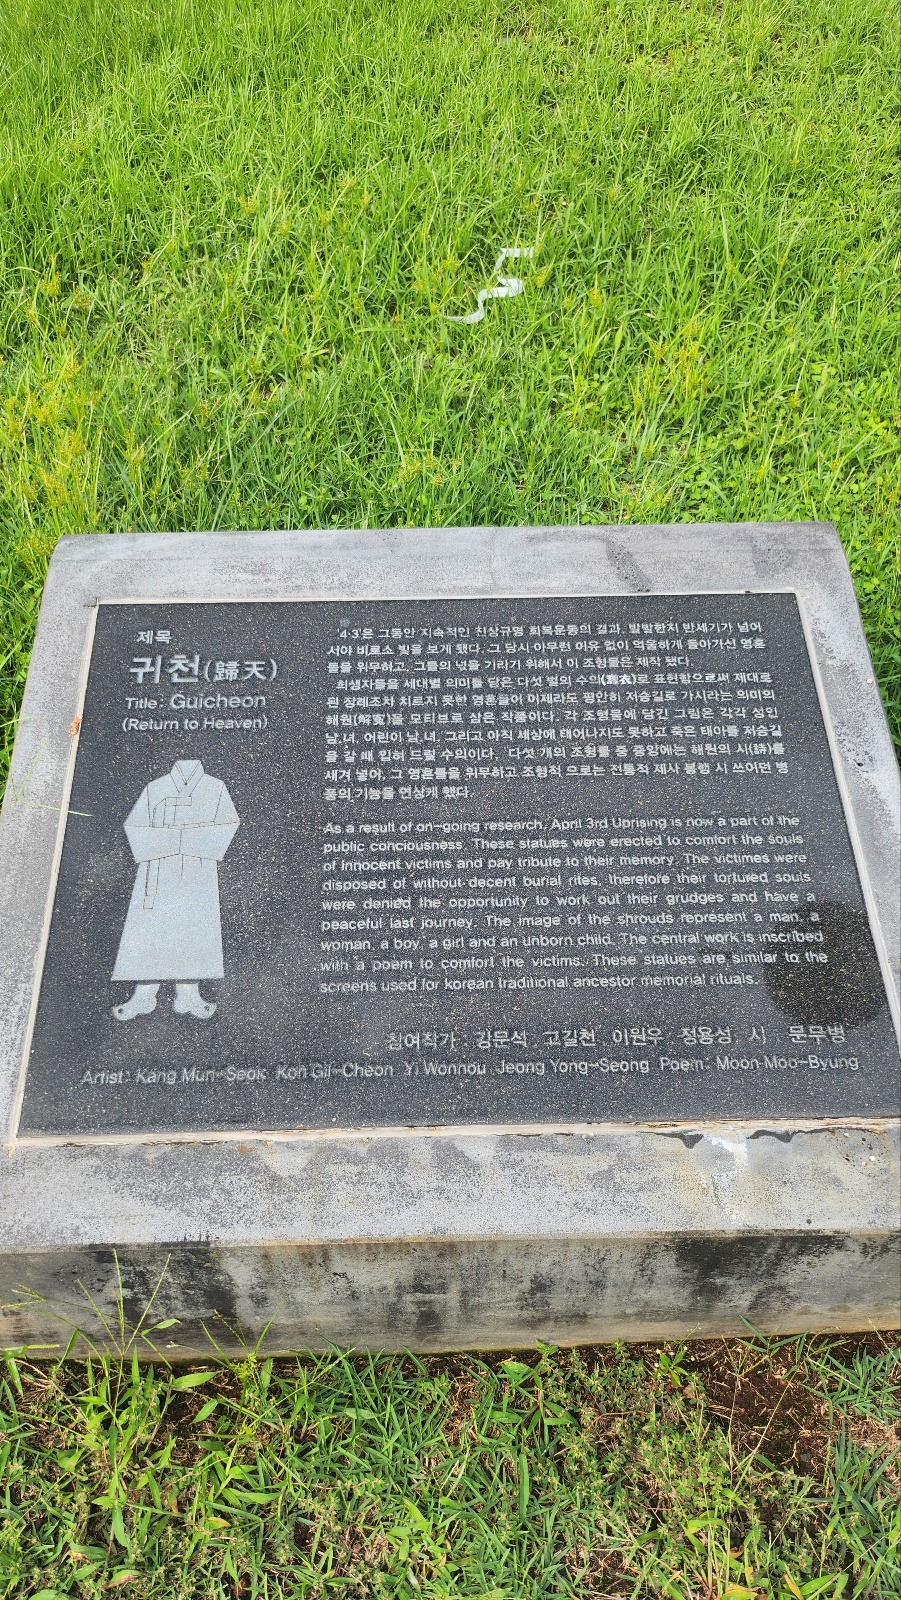 제목
귀천(歸天)
Title: Guicheon
(Return to Heaven)
'4·3'은 그동안 지속적인 진상규명 회복운동의 결과, 발발한지 반세기가 넘어
서야 비로소 빛을 보게 됐다. 그 당시 아무런 이유 없이 억울하게 돌아가신 영혼
들을 위무하고, 그들의 넋을 기리기 위해서 이 조형물은 제작 됐다.
희생자들을 세대별 의미를 담은 다섯 벌의 수의로 표현함으로써 제대로
된 장례조차 치르지 못한 영혼들이 이제라도 평안히 저승길로 가시라는 의미의
해원(解寃)을 모티브로 삼은 작품이다. 각 조형물에 담긴 그림은 각각 성인
남,녀, 어린이 남,녀, 그리고 아직 세상에 태어나지도 못하고 죽은 태아를 저승길
을 갈 때 입혀 드릴 수의이다. 다섯 개의 조형물 중 중앙에는 해원의 시(詩)를
새겨 넣어, 그 영혼들을 위무하고 조형적 으로는 전통적 제사 봉행 시 쓰이던 병
풍의 기능을 연상케 했다.
As a result of on-going research, April 3rd Uprising is now a part of the
public conciousness. These statues were erected to comfort the souls
of innocent victims and pay tribute to their memory. The victimes were
disposed of without decent burial rites, therefore their tortured souls
were denied the opportunity to work out their grudges and have a
peaceful last journey. The image of the shrouds represent a man, a
woman, a boy, a girl and an unborn child. The central work is inscribed
with a poem to comfort the victims. These statues are similar to the
screens used for korean traditional ancestor memorial rituals.
참여작가 : 강문석 고길천 이원우 정용성 시 : 문무병
Artist: Kang Mun-Seok Koh Gil-Cheon Yi Wonnou Jeong Yong-Seong Poem: Moon Moo-Byung